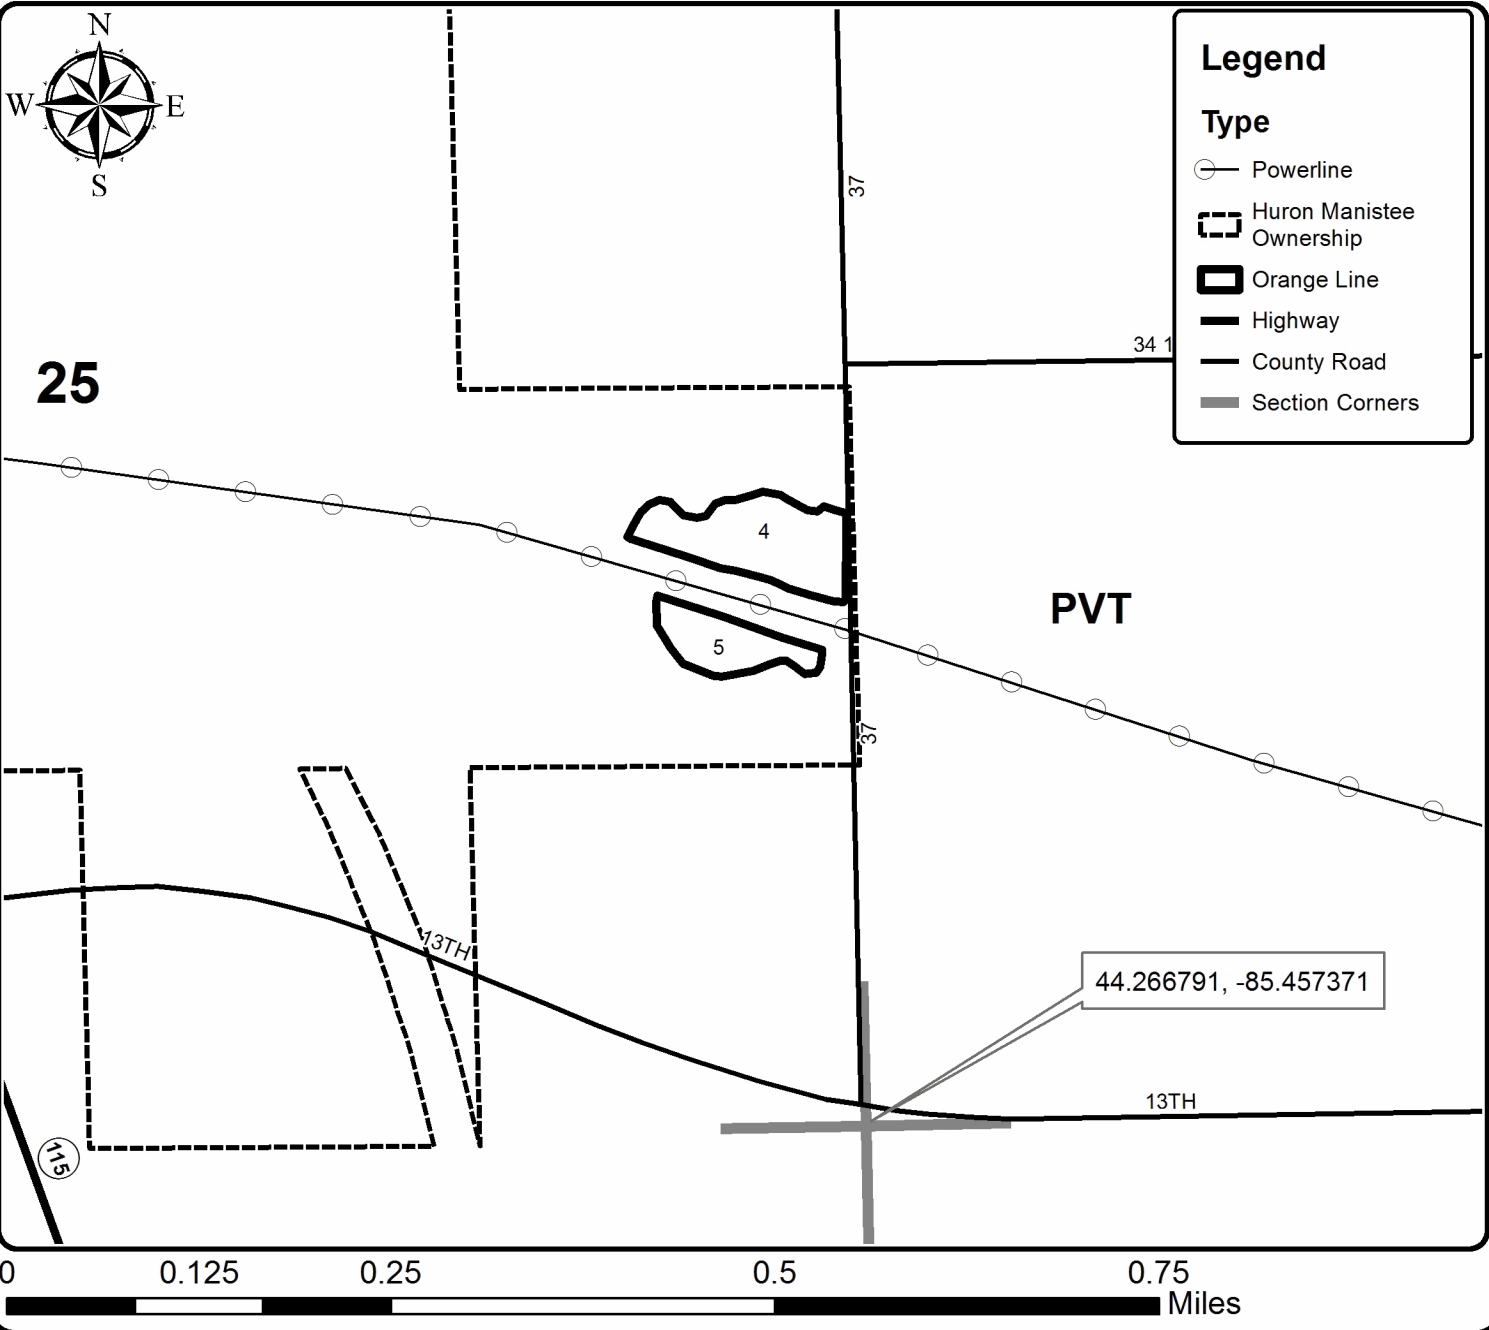 N
W
E
S
Legend
Type
Powerline
Huron Manistee
Ownership
Orange Line
Highway
County Road
Section Corners
37
34 1
25
4
PVT
5
37
13TH
44.266791, -85.457371
13TH
115
0
0.125
0.25
0.5
0.75
Miles